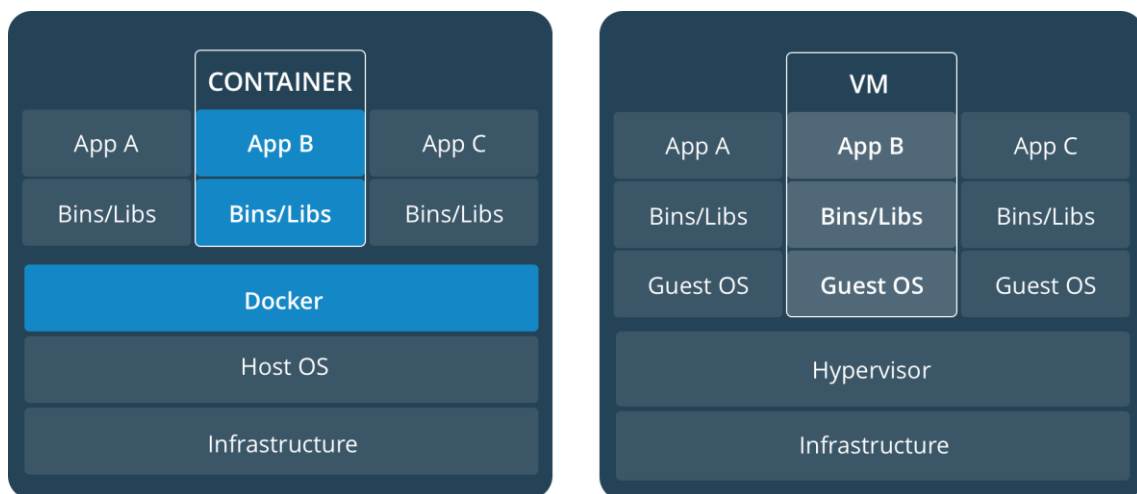 CONTAINER
App A App B App C
Bins/Libs Bins/Libs Bins/Libs
Docker
Host OS
Infrastructure
VM
App A App B App C
Bins/Libs Bins/Libs Bins/Libs
Guest OS Guest OS Guest OS
Hypervisor
Infrastructure